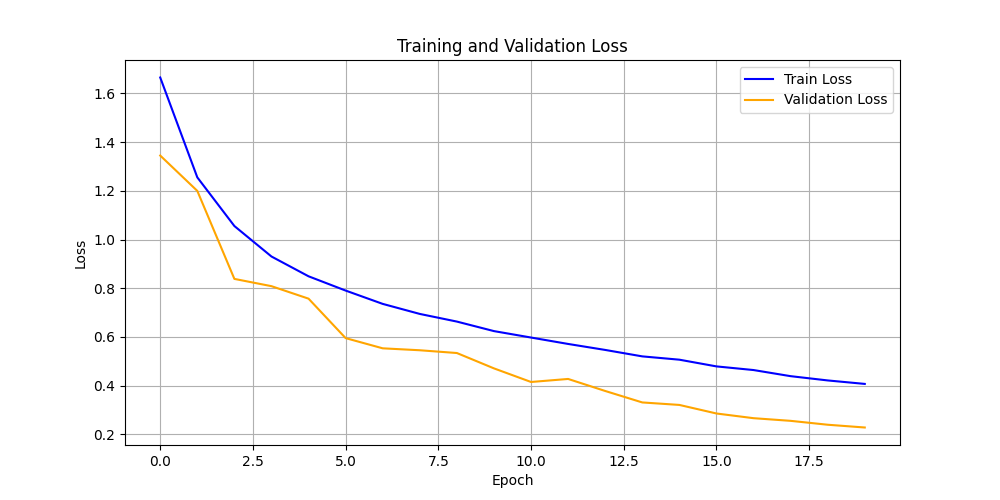 Training and Validation Loss
Train Loss
Validation Loss
1.6
1.4
1.2
1.0
0.8
0.6
0.4
0.2
Loss
0.0 2.5 5.0 7.5 10.0 12.5 15.0 17.5
Epoch